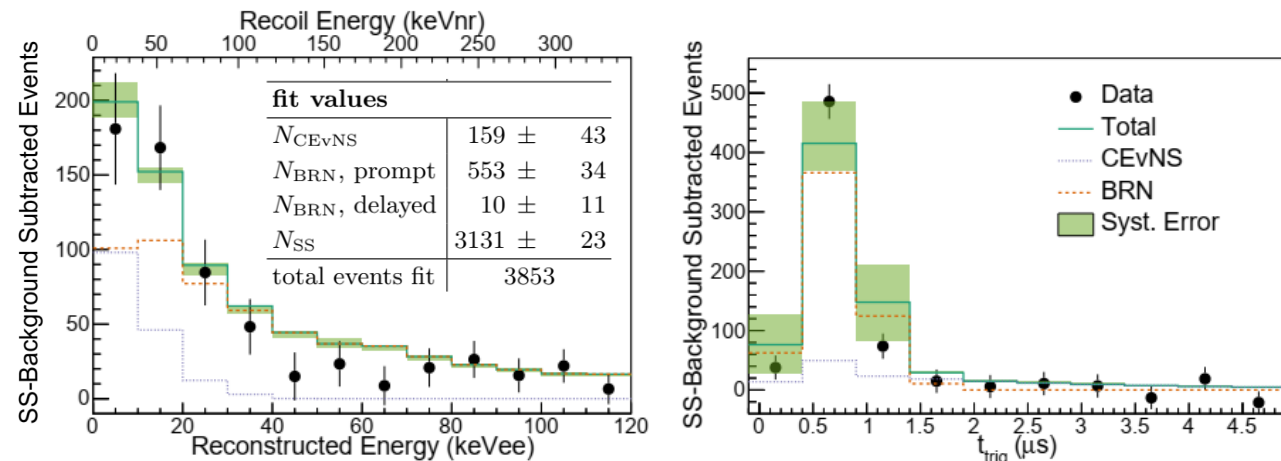 Recoil Energy (keVnr)
0 50 100 200 300
SS-Background Subtracted Events
200
150
100
50
0
fit values
N_CEvNS 159 ± 43
N_BRN, prompt 553 ± 34
N_BRN, delayed 10 ± 11
N_SS 3131 ± 23
total events fit 3853
0 20 40 60 80 100 120
Reconstructed Energy (keVee)
SS-Background Subtracted Events
500
400
300
200
100
0
Data
Total
CEvNS
BRN
Syst. Error
0 0.5 1 1.5 2 2.5 3 3.5 4 4.5
t_trig (μs)